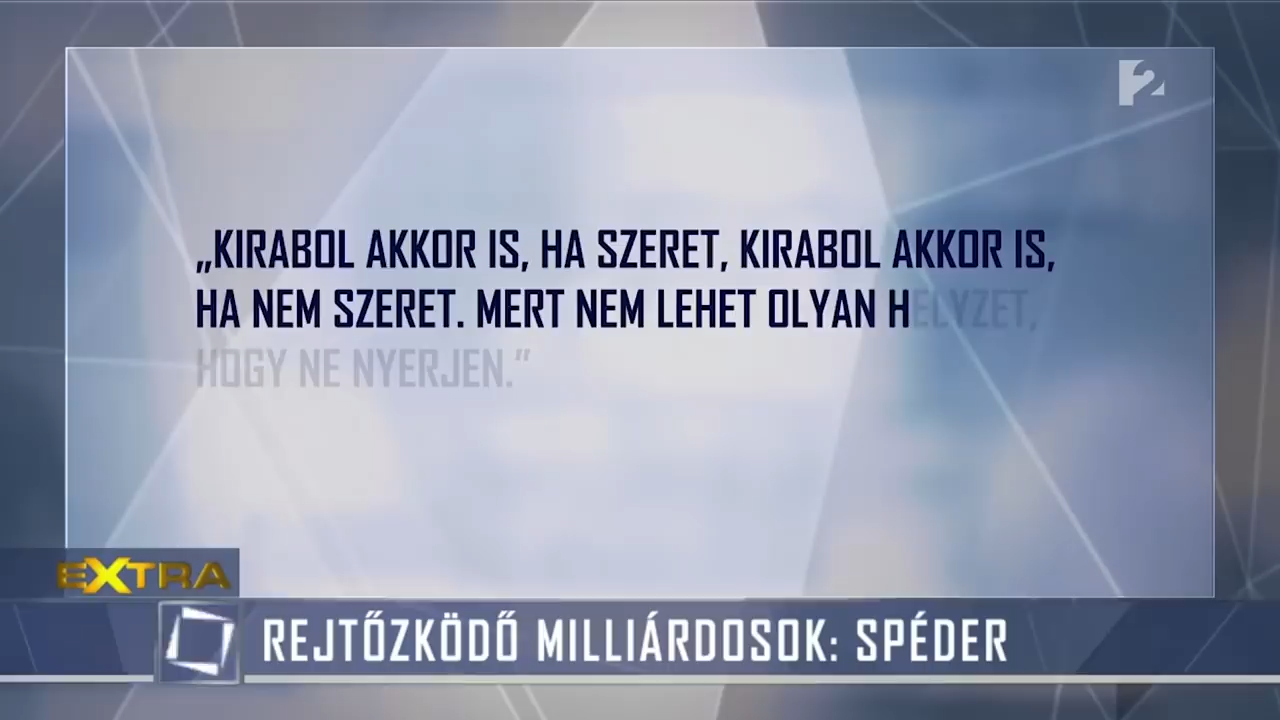 „KIRABOL AKKOR IS, HA SZERET, KIRABOL AKKOR IS,
HA NEM SZERET. MERT NEM LEHET OLYAN HELYZET,
HOGY NE NYERJEN.”
EXTRA
REJTŐZKÖDŐ MILLIÁRDOSOK: SPÉDER
2